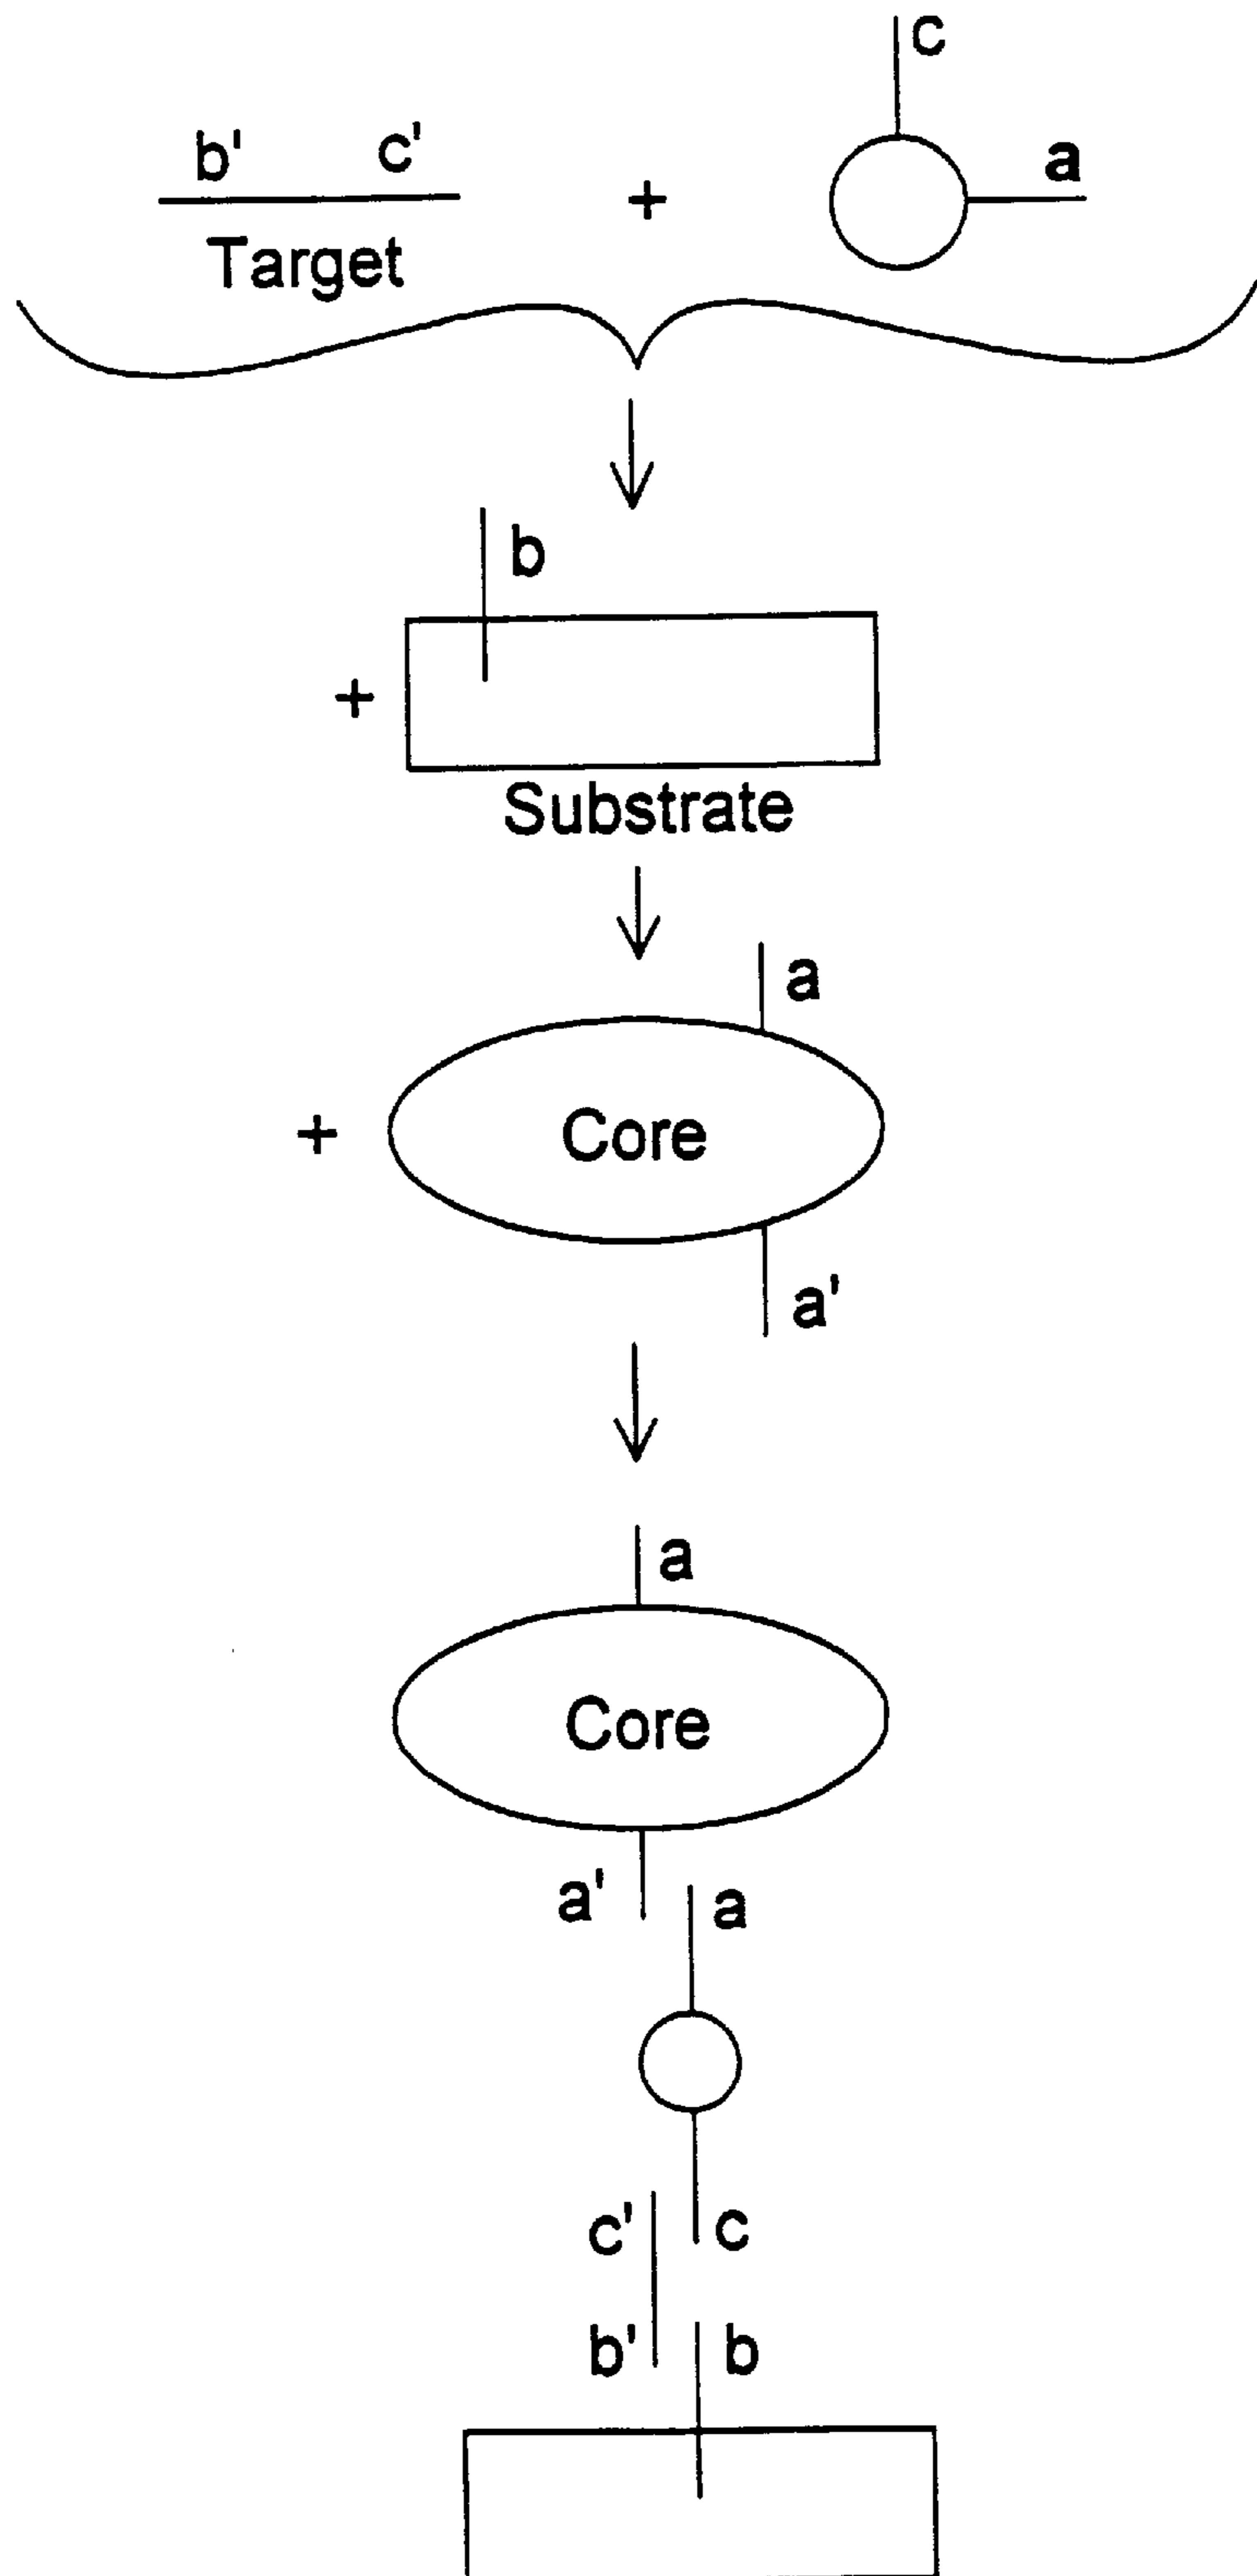 c
b' c' + a
Target
b
+
Substrate
a
+ Core
a'
a
Core
a' a
c' c
b' b